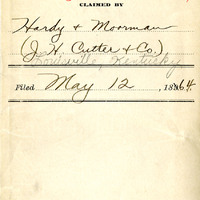 CLAIMED BY
Hardy & Moorman
(J. H. Cutter & Co.)
Louisville, Kentucky
Filed May 12, 1864